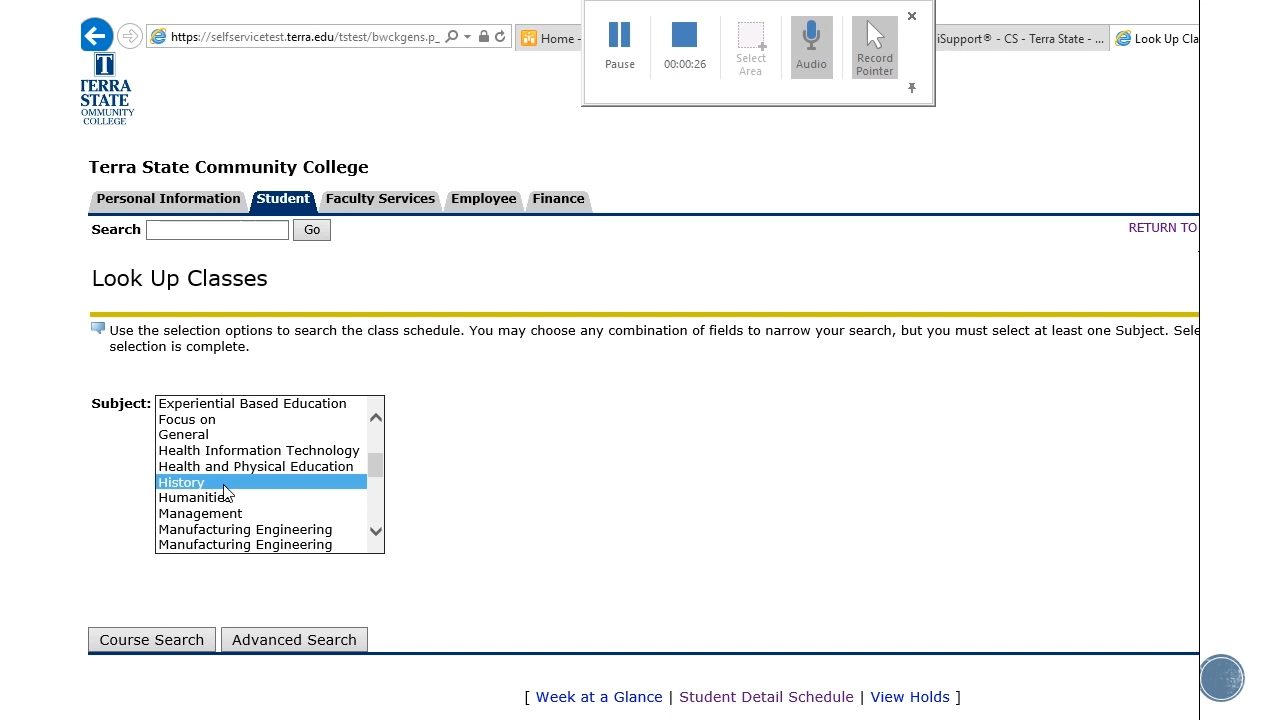 https://selfservicetest.terra.edu/tstest/bwckgens.p_
Home -
iSupport® - CS - Terra State - ...
Look Up Cla
Pause
00:00:26
Select
Area
Audio
Record
Pointer
TERRA
STATE
OMMUNITY
COLLEGE
Terra State Community College
Personal Information
Student
Faculty Services
Employee
Finance
Search
Go
RETURN TO
Look Up Classes
Use the selection options to search the class schedule. You may choose any combination of fields to narrow your search, but you must select at least one Subject. Sele
selection is complete.
Subject:
Experiential Based Education
Focus on
General
Health Information Technology
Health and Physical Education
History
Humanities
Management
Manufacturing Engineering
Manufacturing Engineering
Course Search
Advanced Search
[ Week at a Glance | Student Detail Schedule | View Holds ]